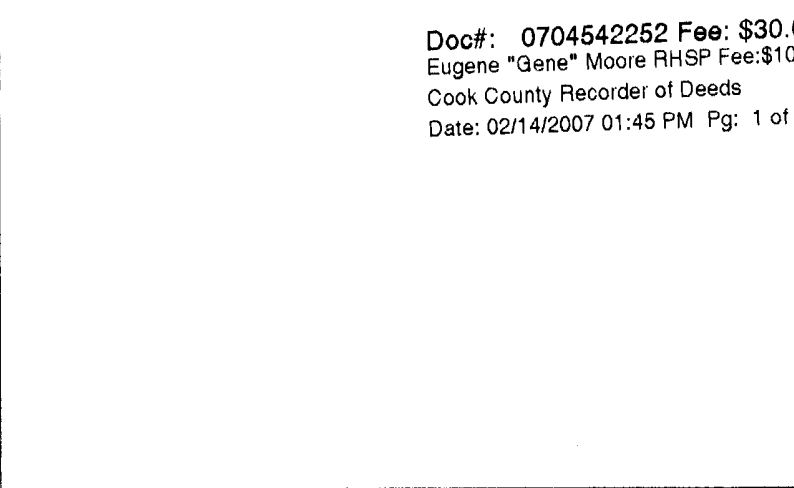 Doc#: 0704542252 Fee: $30.
Eugene "Gene" Moore RHSP Fee:$10
Cook County Recorder of Deeds
Date: 02/14/2007 01:45 PM Pg: 1 of